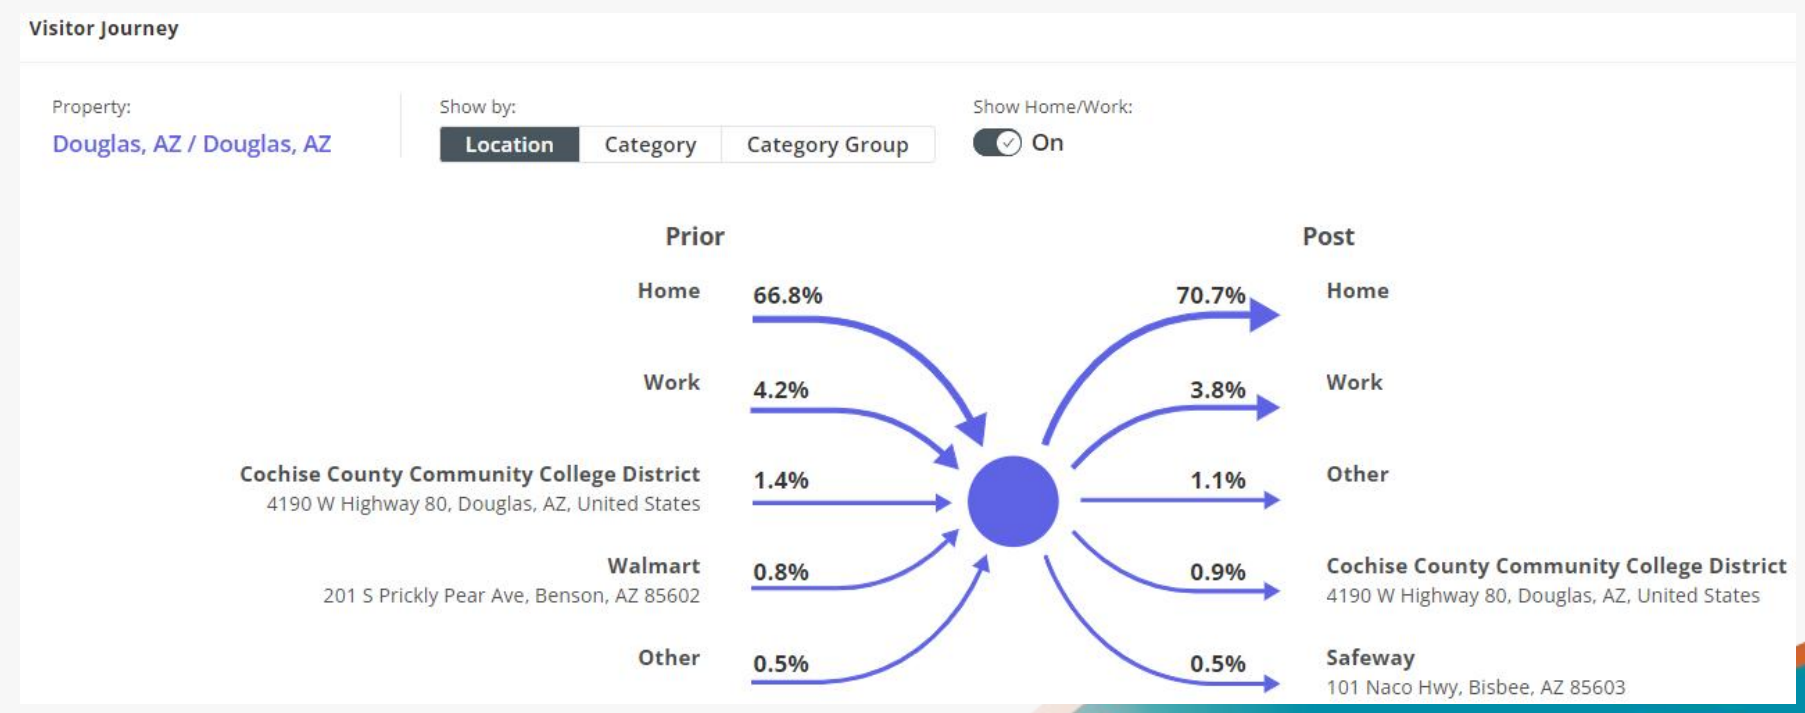 Visitor Journey
Property:
Douglas, AZ / Douglas, AZ
Show by:
Location
Category
Category Group
Show Home/Work:
On
Prior
Home
66.8%
Work
4.2%
Cochise County Community College District
4190 W Highway 80, Douglas, AZ, United States
1.4%
Walmart
201 S Prickly Pear Ave, Benson, AZ 85602
0.8%
Other
0.5%
Post
70.7%
Home
3.8%
Work
1.1%
Other
0.9%
Cochise County Community College District
4190 W Highway 80, Douglas, AZ, United States
0.5%
Safeway
101 Naco Hwy, Bisbee, AZ 85603